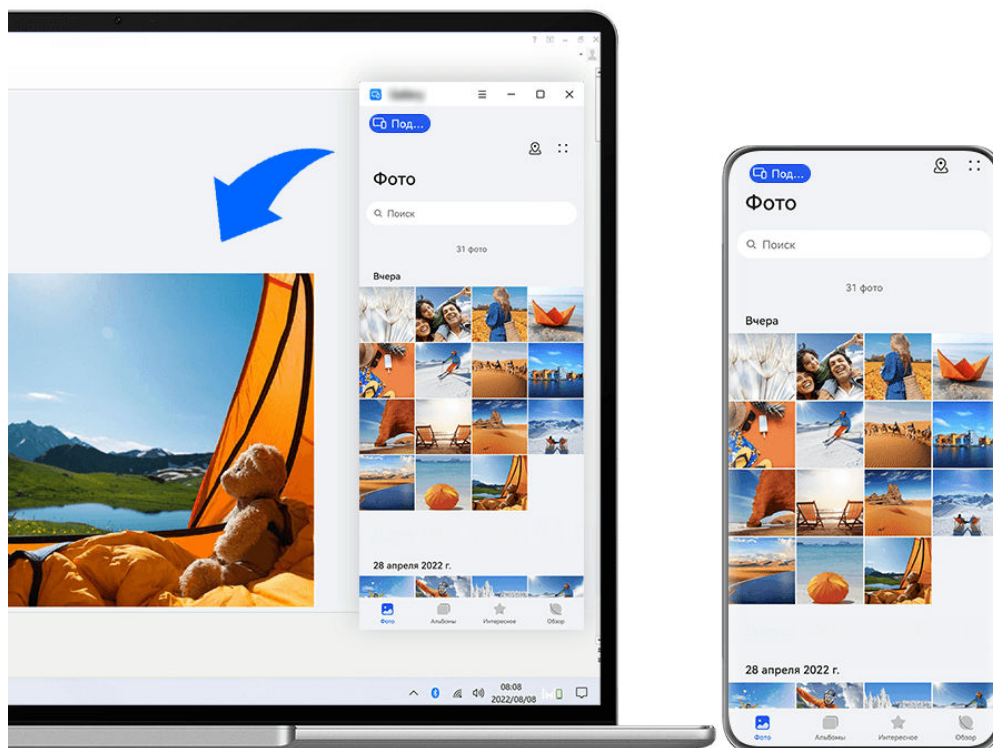 Под...
Фото
Поиск
31 фото
Вчера
28 апреля 2022 г.
Фото Альбомы Интересное Обзор
08:08
2022/08/08
Под...
Фото
Поиск
31 фото
Вчера
28 апреля 2022 г.
Фото Альбомы Интересное Обзор